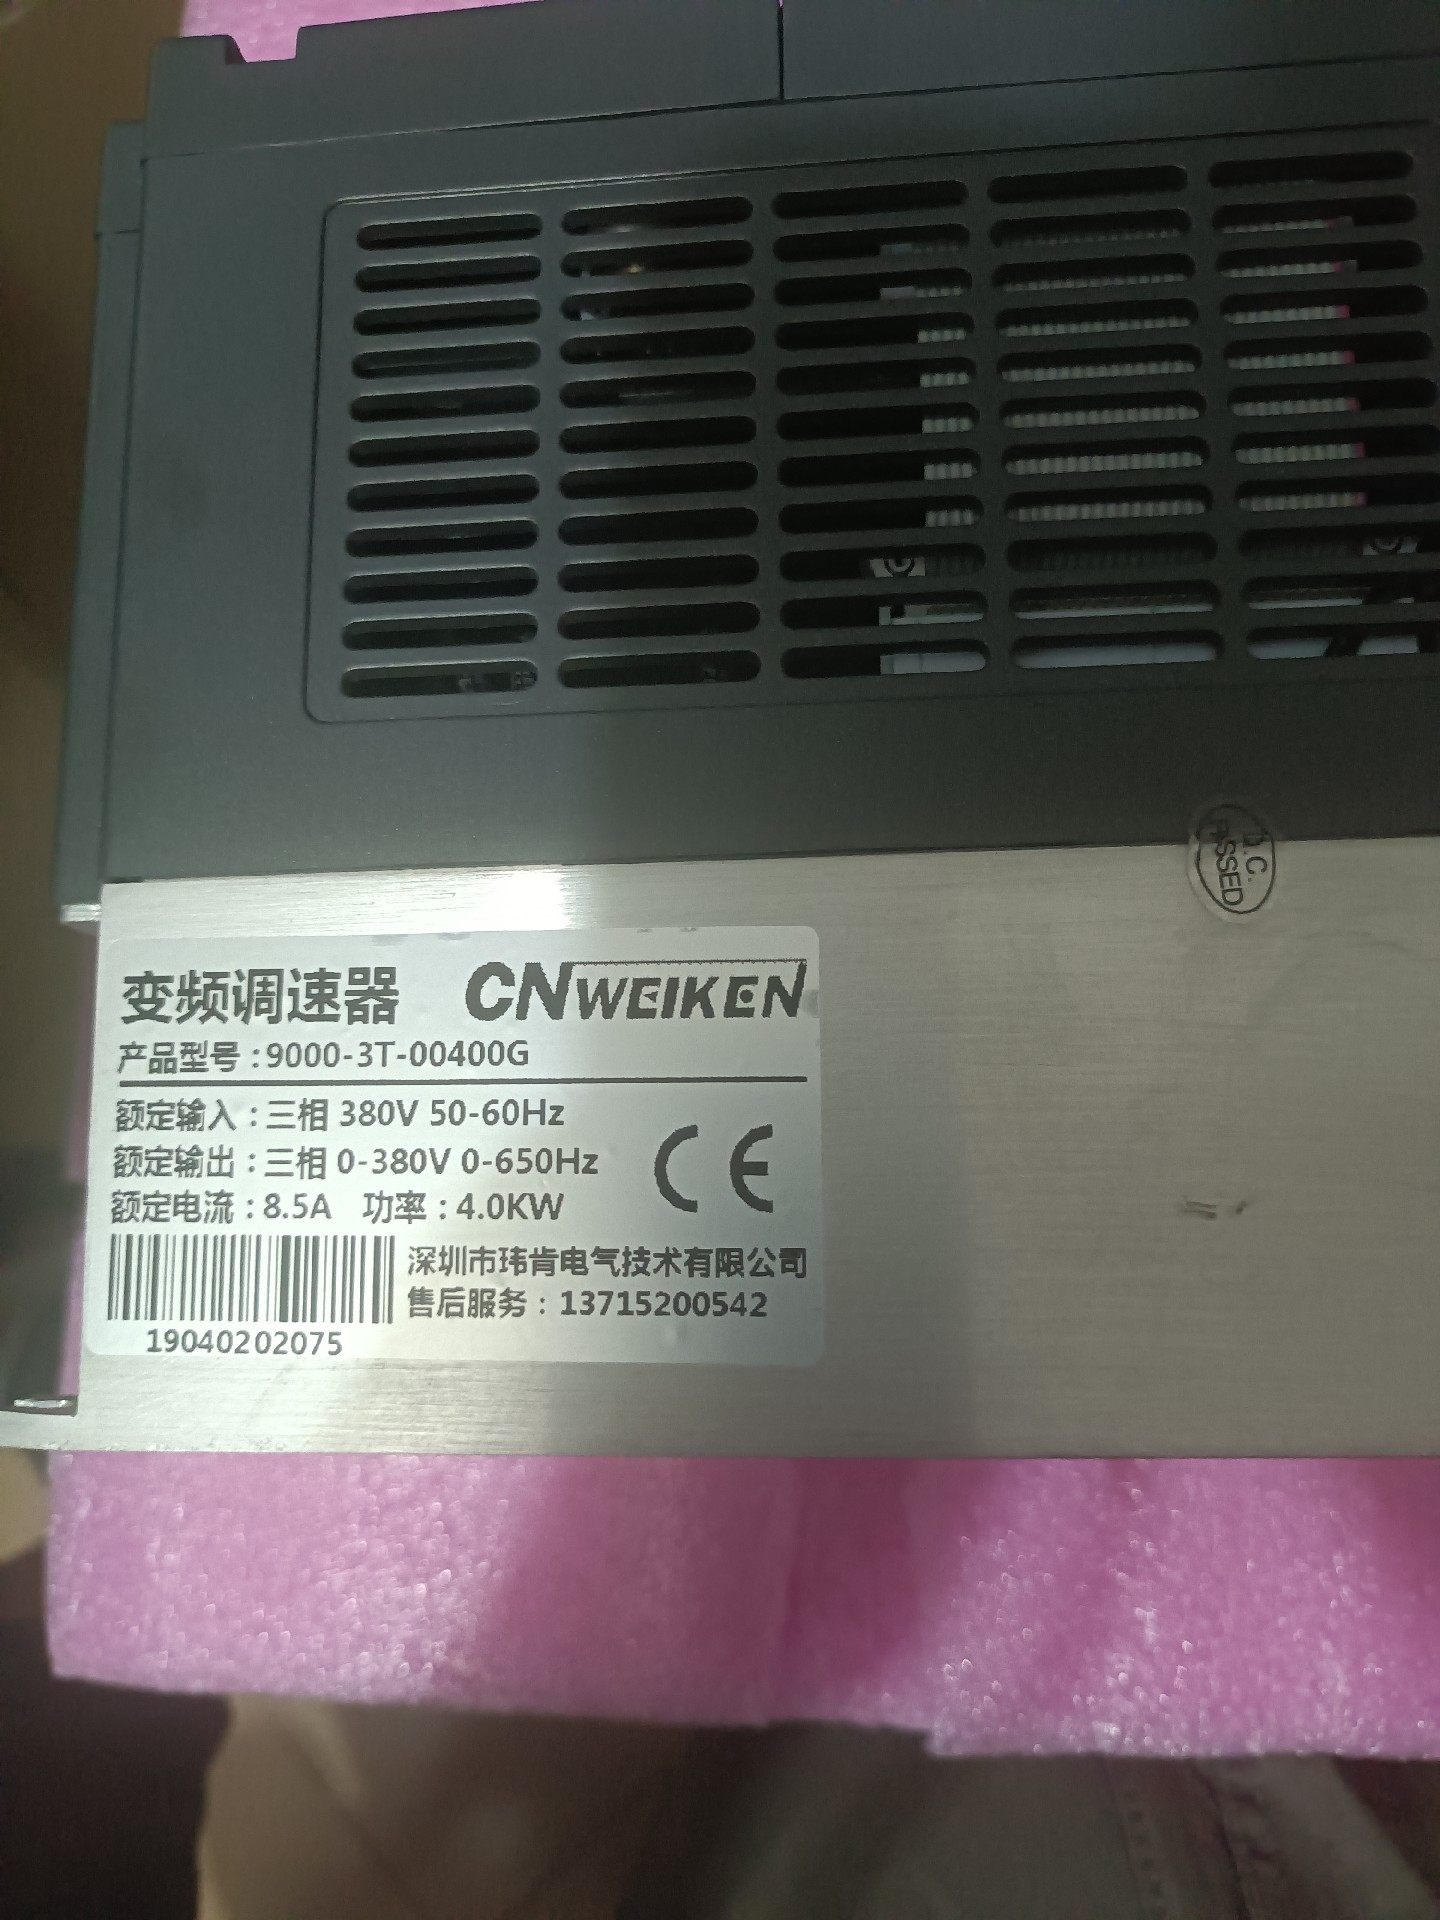 Q.C.
PASSED
变频调速器 CNWEIKEN
产品型号:9000-3T-00400G
额定输入:三相 380V 50-60Hz
额定输出:三相 0-380V 0-650Hz
额定电流:8.5A 功率:4.0KW
CE
深圳市玮肯电气技术有限公司
售后服务:13715200542
19040202075